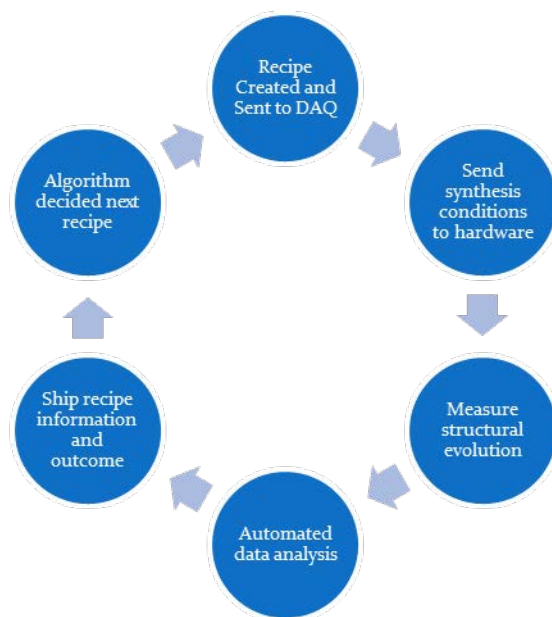 Recipe
Created and
Sent to DAQ
Send
synthesis
conditions
to hardware
Measure
structural
evolution
Automated
data analysis
Ship recipe
information
and
outcome
Algorithm
decided next
recipe